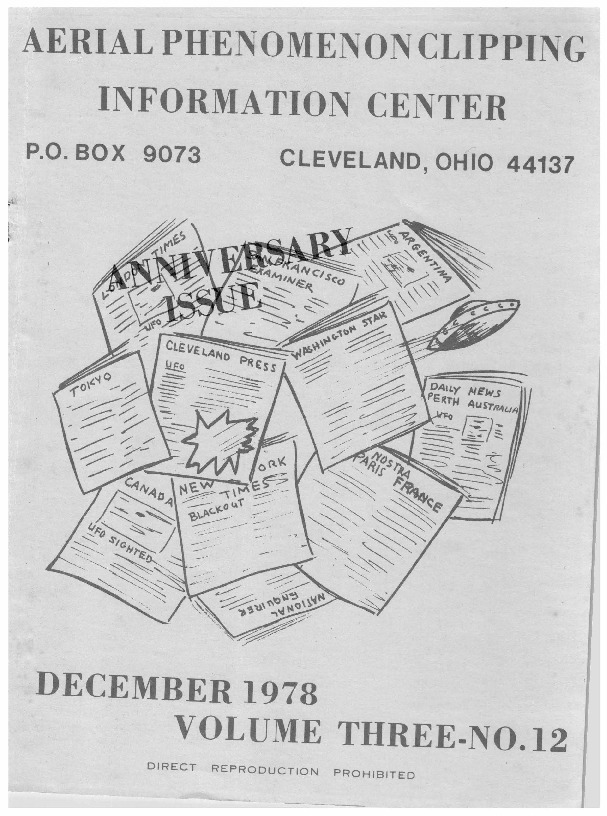 AERIAL PHENOMENON CLIPPING
INFORMATION CENTER
P.O. BOX 9073 CLEVELAND, OHIO 44137
ANNIVERSARY
ISSUE
TIMES
UFO
FRANCISCO
EXAMINER
ARGENTINA
WASHINGTON STAR
CLEVELAND PRESS
UFO
TOKYO
DAILY NEWS
PERTH AUSTRALIA
UFO
CANADA
UFO SIGHTED
NEW YORK
TIMES
BLACKOUT
NOSTRA
PARIS FRANCE
NATIONAL
ENQUIRER
DECEMBER 1978
VOLUME THREE-NO.12
DIRECT REPRODUCTION PROHIBITED